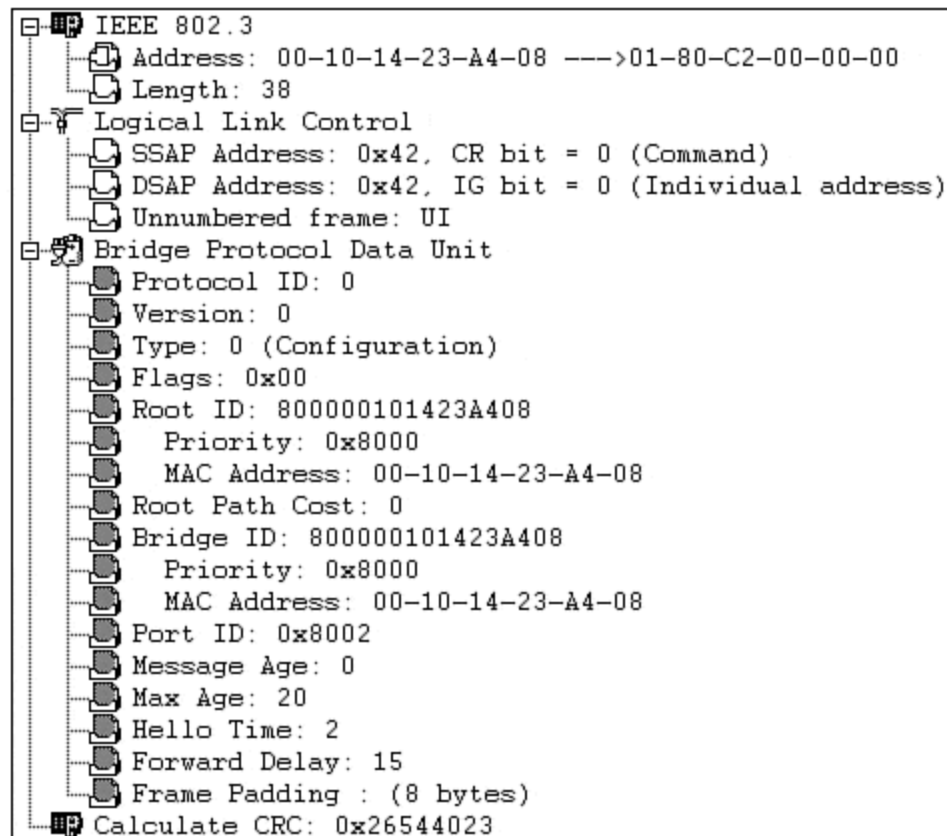 IEEE 802.3
Address: 00-10-14-23-A4-08 --->01-80-C2-00-00-00
Length: 38
Logical Link Control
SSAP Address: 0x42, CR bit = 0 (Command)
DSAP Address: 0x42, IG bit = 0 (Individual address)
Unnumbered frame: UI
Bridge Protocol Data Unit
Protocol ID: 0
Version: 0
Type: 0 (Configuration)
Flags: 0x00
Root ID: 800000101423A408
Priority: 0x8000
MAC Address: 00-10-14-23-A4-08
Root Path Cost: 0
Bridge ID: 800000101423A408
Priority: 0x8000
MAC Address: 00-10-14-23-A4-08
Port ID: 0x8002
Message Age: 0
Max Age: 20
Hello Time: 2
Forward Delay: 15
Frame Padding : (8 bytes)
Calculate CRC: 0x26544023